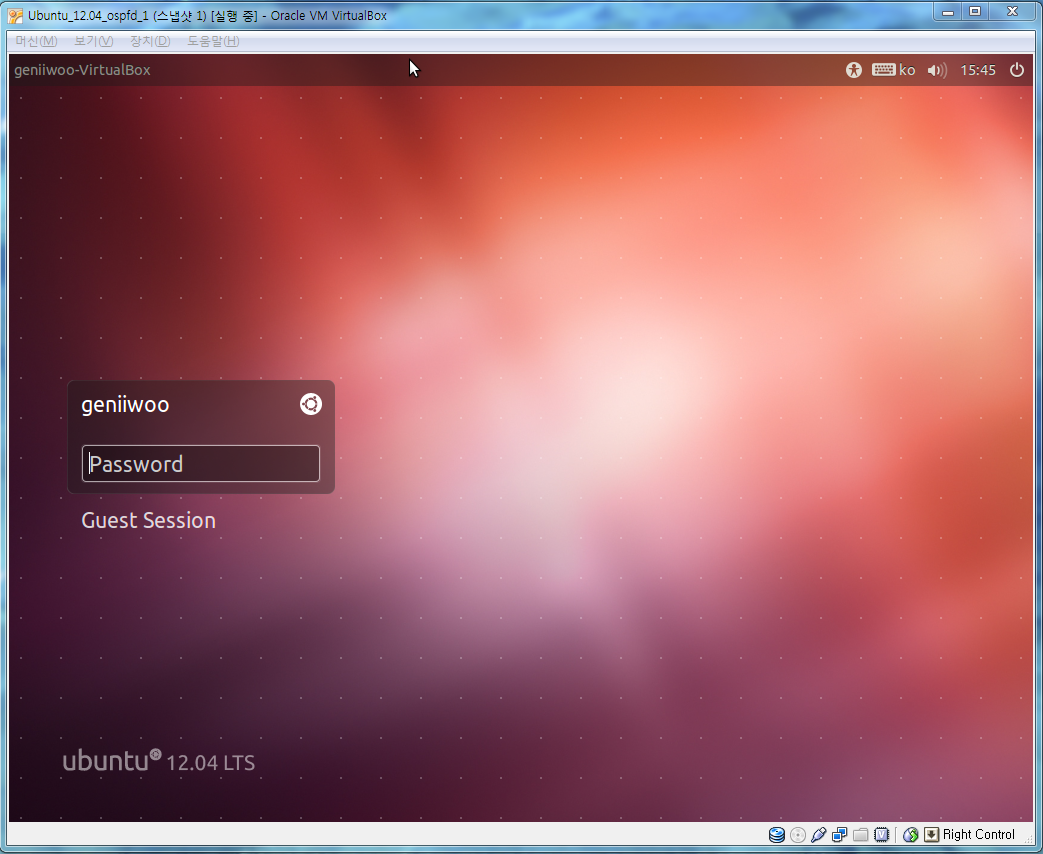 Ubuntu_12.04_ospfd_1 (스냅샷 1) [실행 중] - Oracle VM VirtualBox
머신(M) 보기(V) 장치(D) 도움말(H)
geniiwoo-VirtualBox ko 15:45
geniiwoo
Password
Guest Session
ubuntu 12.04 LTS
Right Control